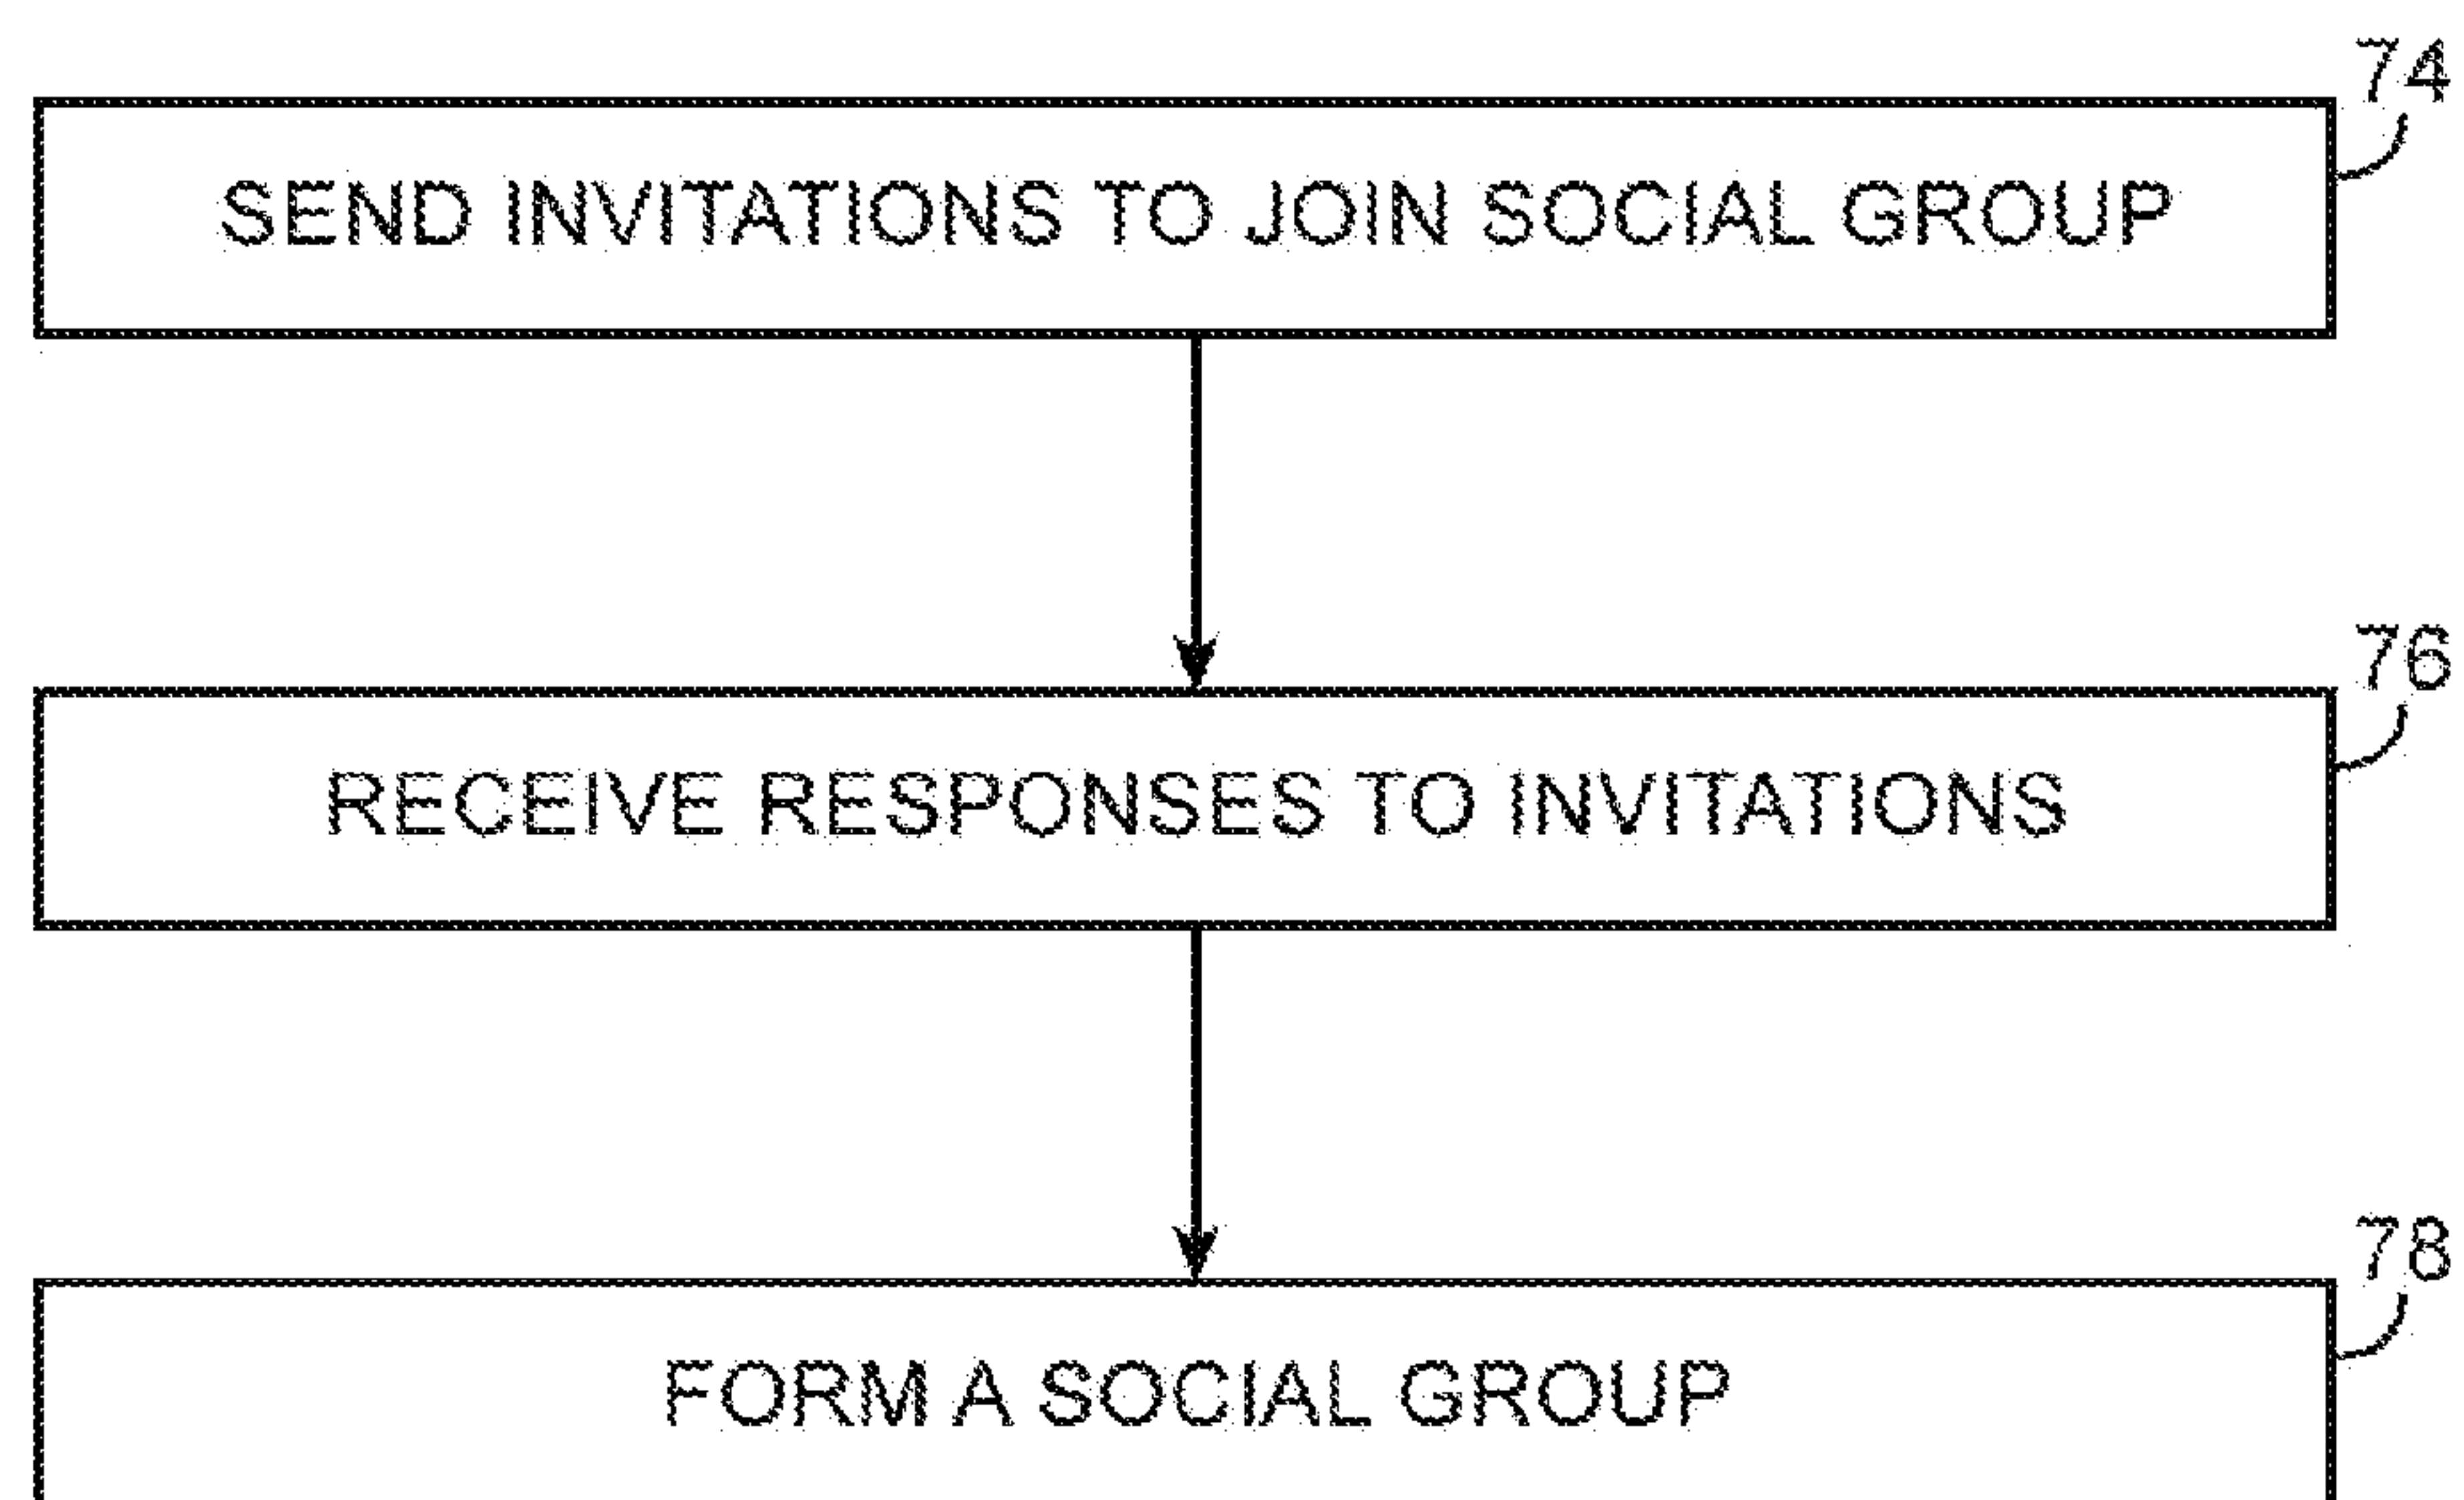 74
SEND INVITATIONS TO JOIN SOCIAL GROUP
76
RECEIVE RESPONSES TO INVITATIONS
78
FORM A SOCIAL GROUP